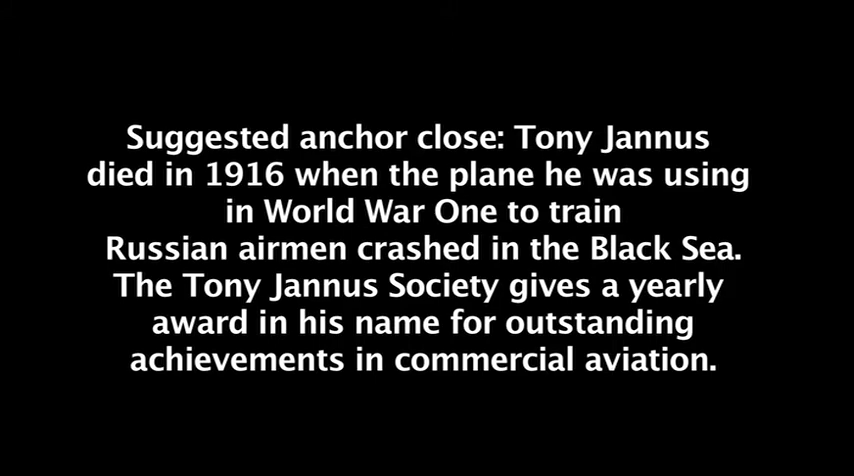 Suggested anchor close: Tony Jannus
died in 1916 when the plane he was using
in World War One to train
Russian airmen crashed in the Black Sea.
The Tony Jannus Society gives a yearly
award in his name for outstanding
achievements in commercial aviation.